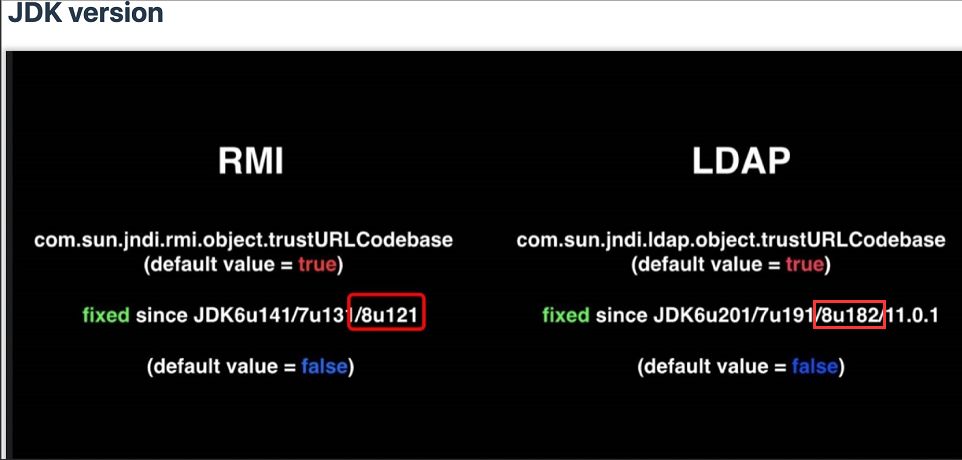 JDK version
RMI
com.sun.jndi.rmi.object.trustURLCodebase
(default value = true)
fixed since JDK6u141/7u131/8u121
(default value = false)
LDAP
com.sun.jndi.ldap.object.trustURLCodebase
(default value = true)
fixed since JDK6u201/7u191/8u182/11.0.1
(default value = false)